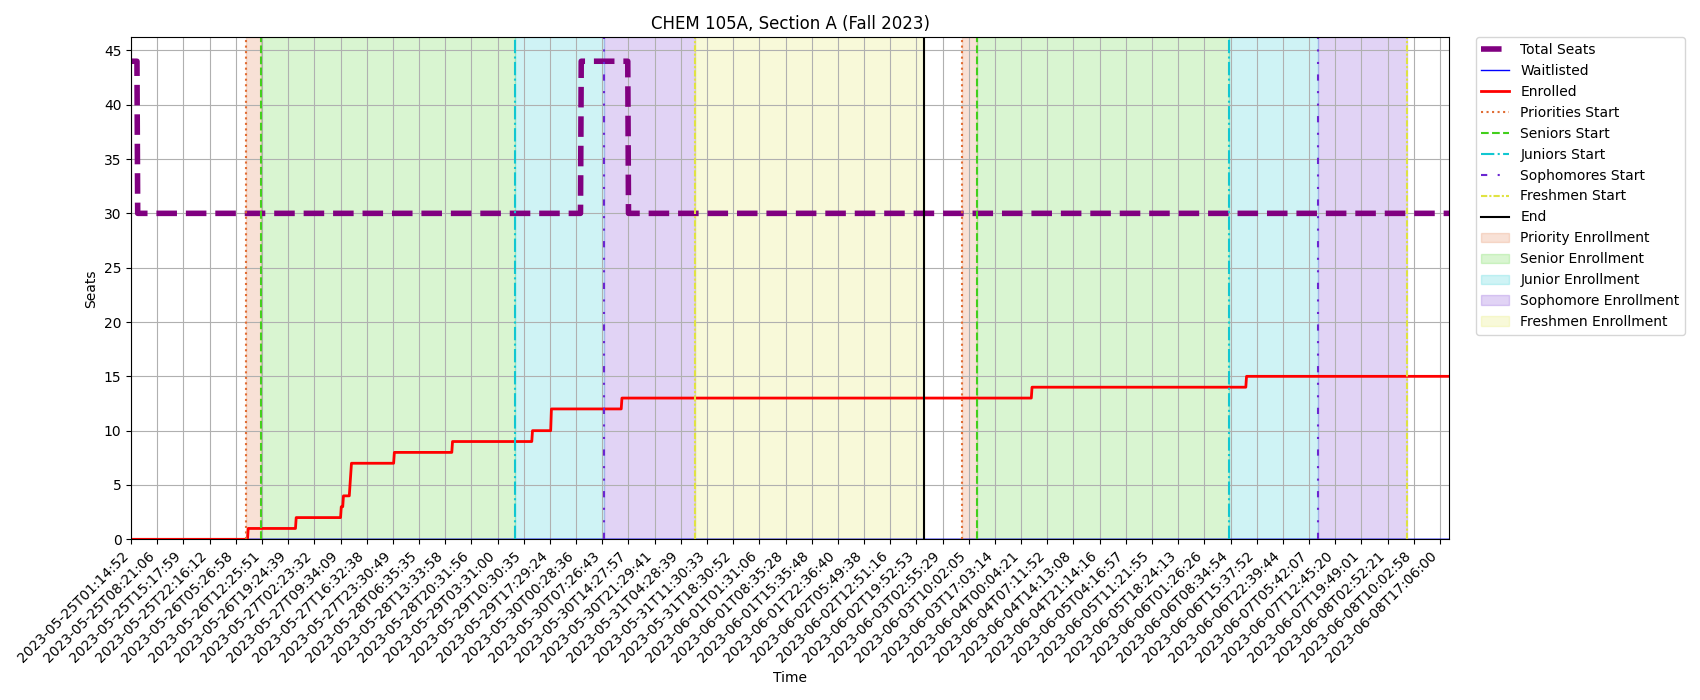 CHEM 105A, Section A (Fall 2023)
Seats
45
40
35
30
25
20
15
10
5
0
2023-05-25T01:14:52
2023-05-25T08:21:06
2023-05-25T15:17:59
2023-05-25T22:16:12
2023-05-26T05:26:58
2023-05-26T12:25:51
2023-05-26T19:24:39
2023-05-27T02:23:32
2023-05-27T09:34:09
2023-05-27T16:32:38
2023-05-27T23:30:49
2023-05-28T06:35:35
2023-05-28T13:33:58
2023-05-28T20:31:56
2023-05-29T03:31:00
2023-05-29T10:30:35
2023-05-29T17:29:24
2023-05-30T00:28:36
2023-05-30T07:26:43
2023-05-30T14:27:57
2023-05-30T21:29:41
2023-05-31T04:28:39
2023-05-31T11:30:33
2023-05-31T18:30:52
2023-06-01T01:31:06
2023-06-01T08:35:28
2023-06-01T15:35:48
2023-06-01T22:36:40
2023-06-02T05:49:38
2023-06-02T12:51:16
2023-06-02T19:52:53
2023-06-03T02:55:29
2023-06-03T10:02:05
2023-06-03T17:03:14
2023-06-04T00:04:21
2023-06-04T07:11:52
2023-06-04T14:13:08
2023-06-04T21:14:16
2023-06-05T04:16:57
2023-06-05T11:21:55
2023-06-05T18:24:13
2023-06-06T01:26:26
2023-06-06T08:34:54
2023-06-06T15:37:52
2023-06-06T22:39:44
2023-06-07T05:42:07
2023-06-07T12:45:20
2023-06-07T19:49:01
2023-06-08T02:52:21
2023-06-08T10:02:58
2023-06-08T17:06:00
Time
Total Seats
Waitlisted
Enrolled
Priorities Start
Seniors Start
Juniors Start
Sophomores Start
Freshmen Start
End
Priority Enrollment
Senior Enrollment
Junior Enrollment
Sophomore Enrollment
Freshmen Enrollment